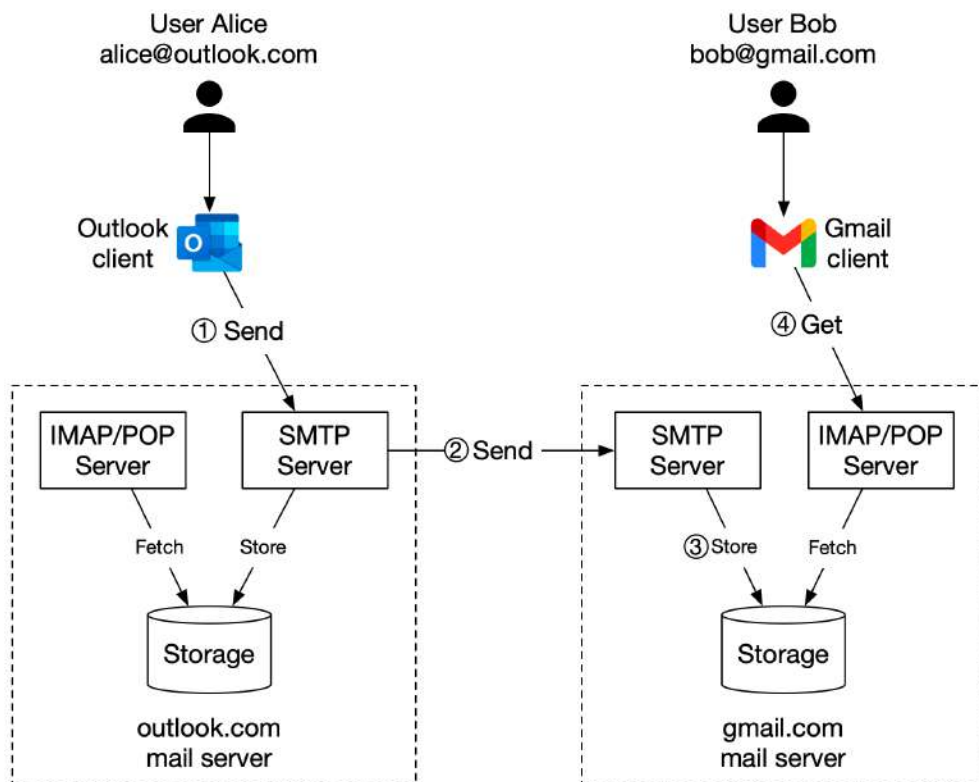 User Alice
alice@outlook.com
User Bob
bob@gmail.com
Outlook
client
O
Gmail
client
① Send
④ Get
IMAP/POP
Server
SMTP
Server
② Send
SMTP
Server
IMAP/POP
Server
Fetch
Store
③ Store
Fetch
Storage
Storage
outlook.com
mail server
gmail.com
mail server